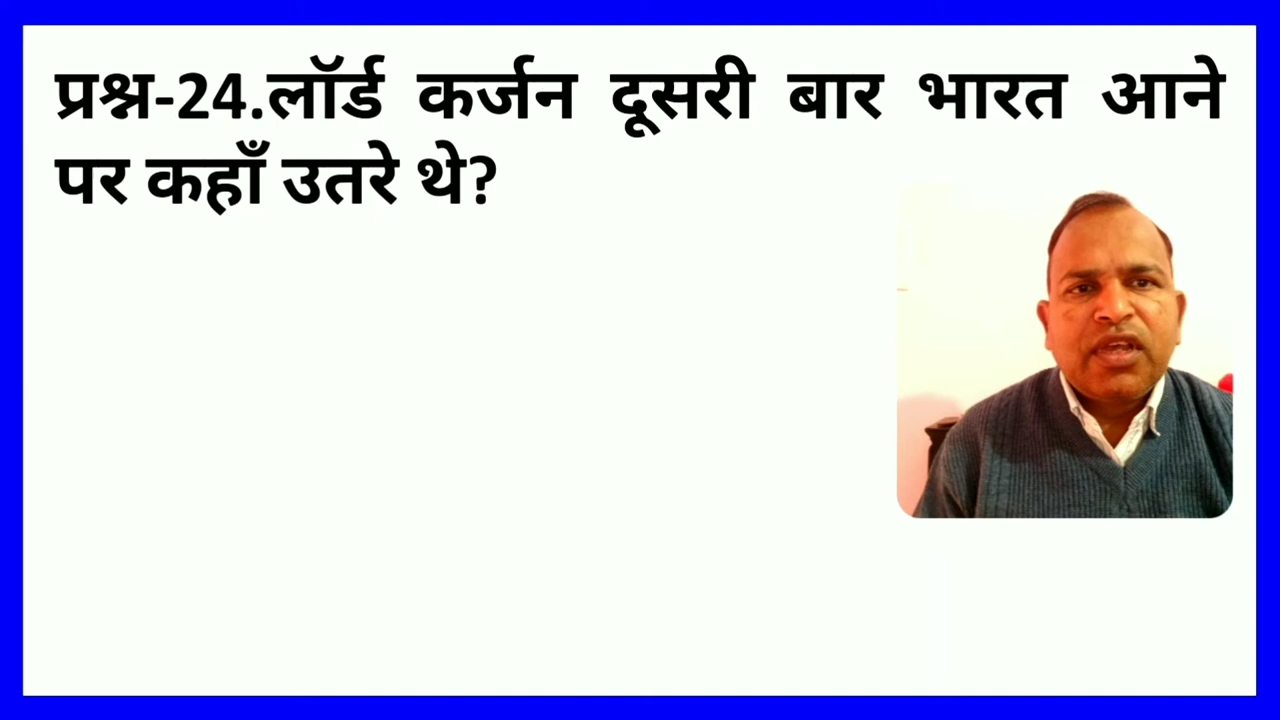 प्रश्न-24.लॉर्ड कर्जन दूसरी बार भारत आने
पर कहाँ उतरे थे?